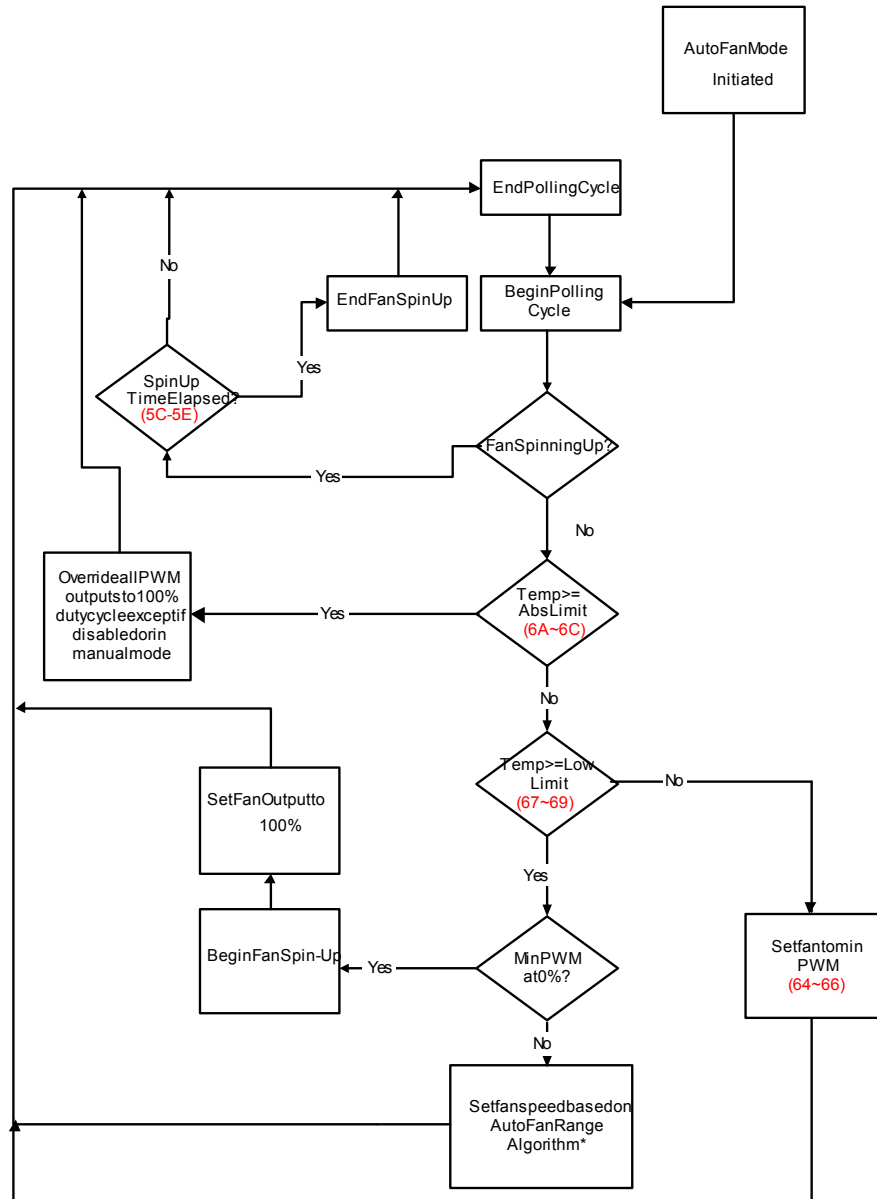 AutoFanMode
Initiated
EndPollingCycle
No
EndFanSpinUp
BeginPolling
Cycle
SpinUp
TimeElapsed?
(5C-5E)
Yes
FanSpinningUp?
Yes
No
OverrideallPWM
outputsto100%
dutycycleexceptif
disabledorin
manualmode
Yes
Temp>=
AbsLimit
(6A~6C)
No
Temp>=Low
Limit
(67~69)
No
SetFanOutputto
100%
Yes
BeginFanSpin-Up
Yes
MinPWM
at0%?
Setfantomin
PWM
(64~66)
No
Setfanspeedbasedon
AutoFanRange
Algorithm*